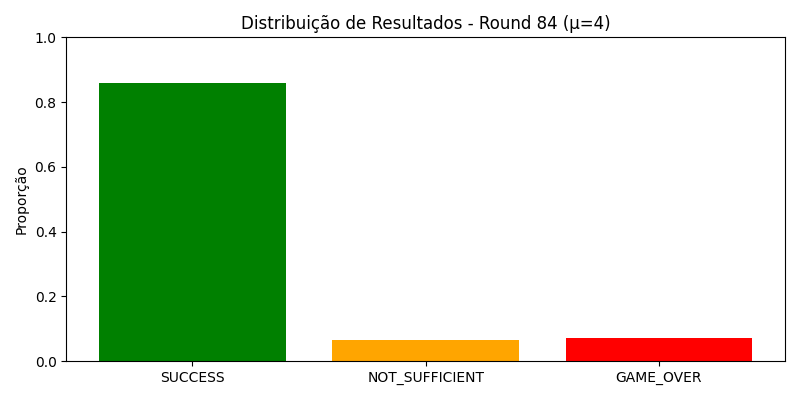 Distribuição de Resultados - Round 84 (μ=4)
1.0
0.8
0.6
0.4
0.2
0.0
Proporção
SUCCESS
NOT_SUFFICIENT
GAME_OVER